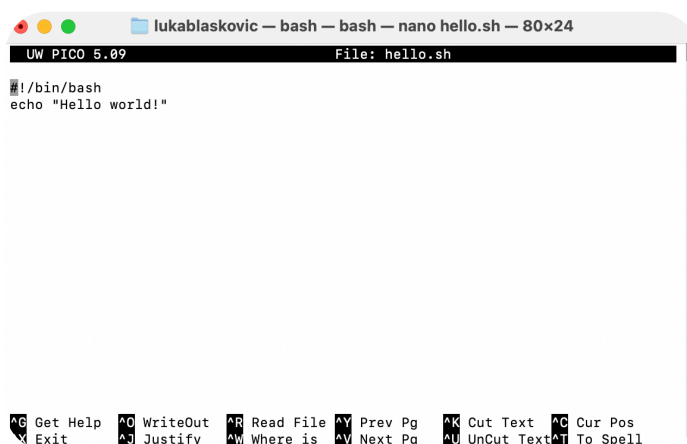 lukablaskovic — bash — bash — nano hello.sh — 80×24
UW PICO 5.09 File: hello.sh
#!/bin/bash
echo "Hello world!"
^G Get Help ^O WriteOut ^R Read File ^Y Prev Pg ^K Cut Text ^C Cur Pos
^X Exit ^J Justify ^W Where is ^V Next Pg ^U UnCut Text ^T To Spell